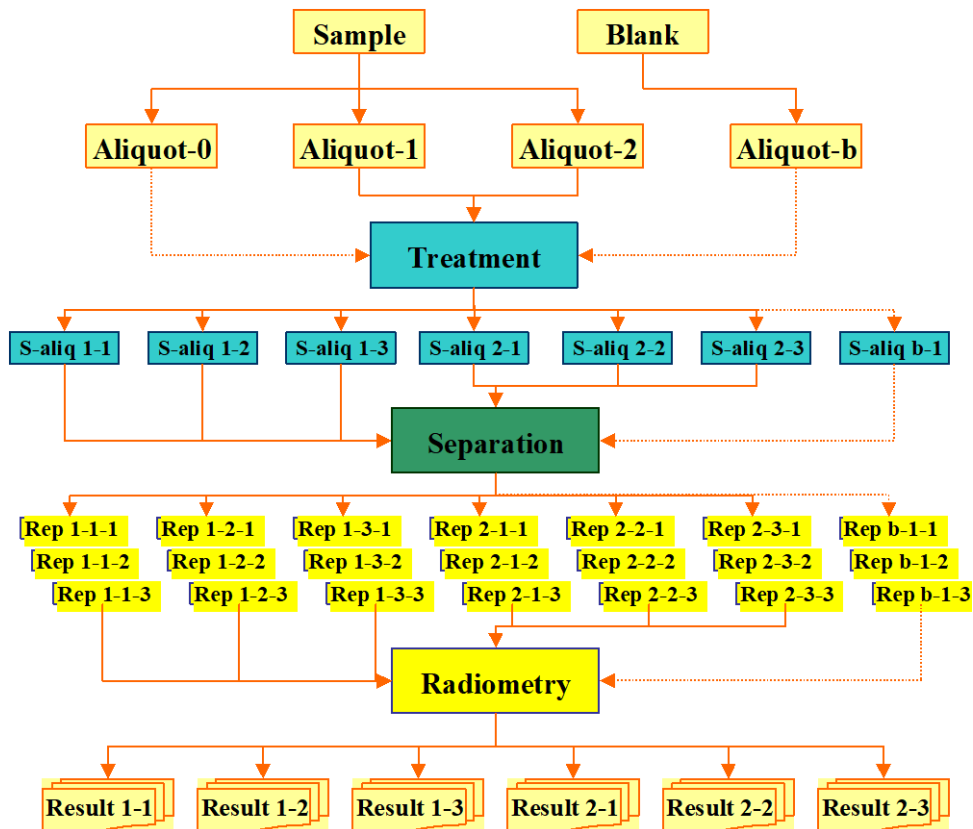 Sample
Blank
Aliquot-0
Aliquot-1
Aliquot-2
Aliquot-b
Treatment
S-aliq 1-1
S-aliq 1-2
S-aliq 1-3
S-aliq 2-1
S-aliq 2-2
S-aliq 2-3
S-aliq b-1
Separation
Rep 1-1-1
Rep 1-2-1
Rep 1-3-1
Rep 2-1-1
Rep 2-2-1
Rep 2-3-1
Rep b-1-1
Rep 1-1-2
Rep 1-2-2
Rep 1-3-2
Rep 2-1-2
Rep 2-2-2
Rep 2-3-2
Rep b-1-2
Rep 1-1-3
Rep 1-2-3
Rep 1-3-3
Rep 2-1-3
Rep 2-2-3
Rep 2-3-3
Rep b-1-3
Radiometry
Result 1-1
Result 1-2
Result 1-3
Result 2-1
Result 2-2
Result 2-3